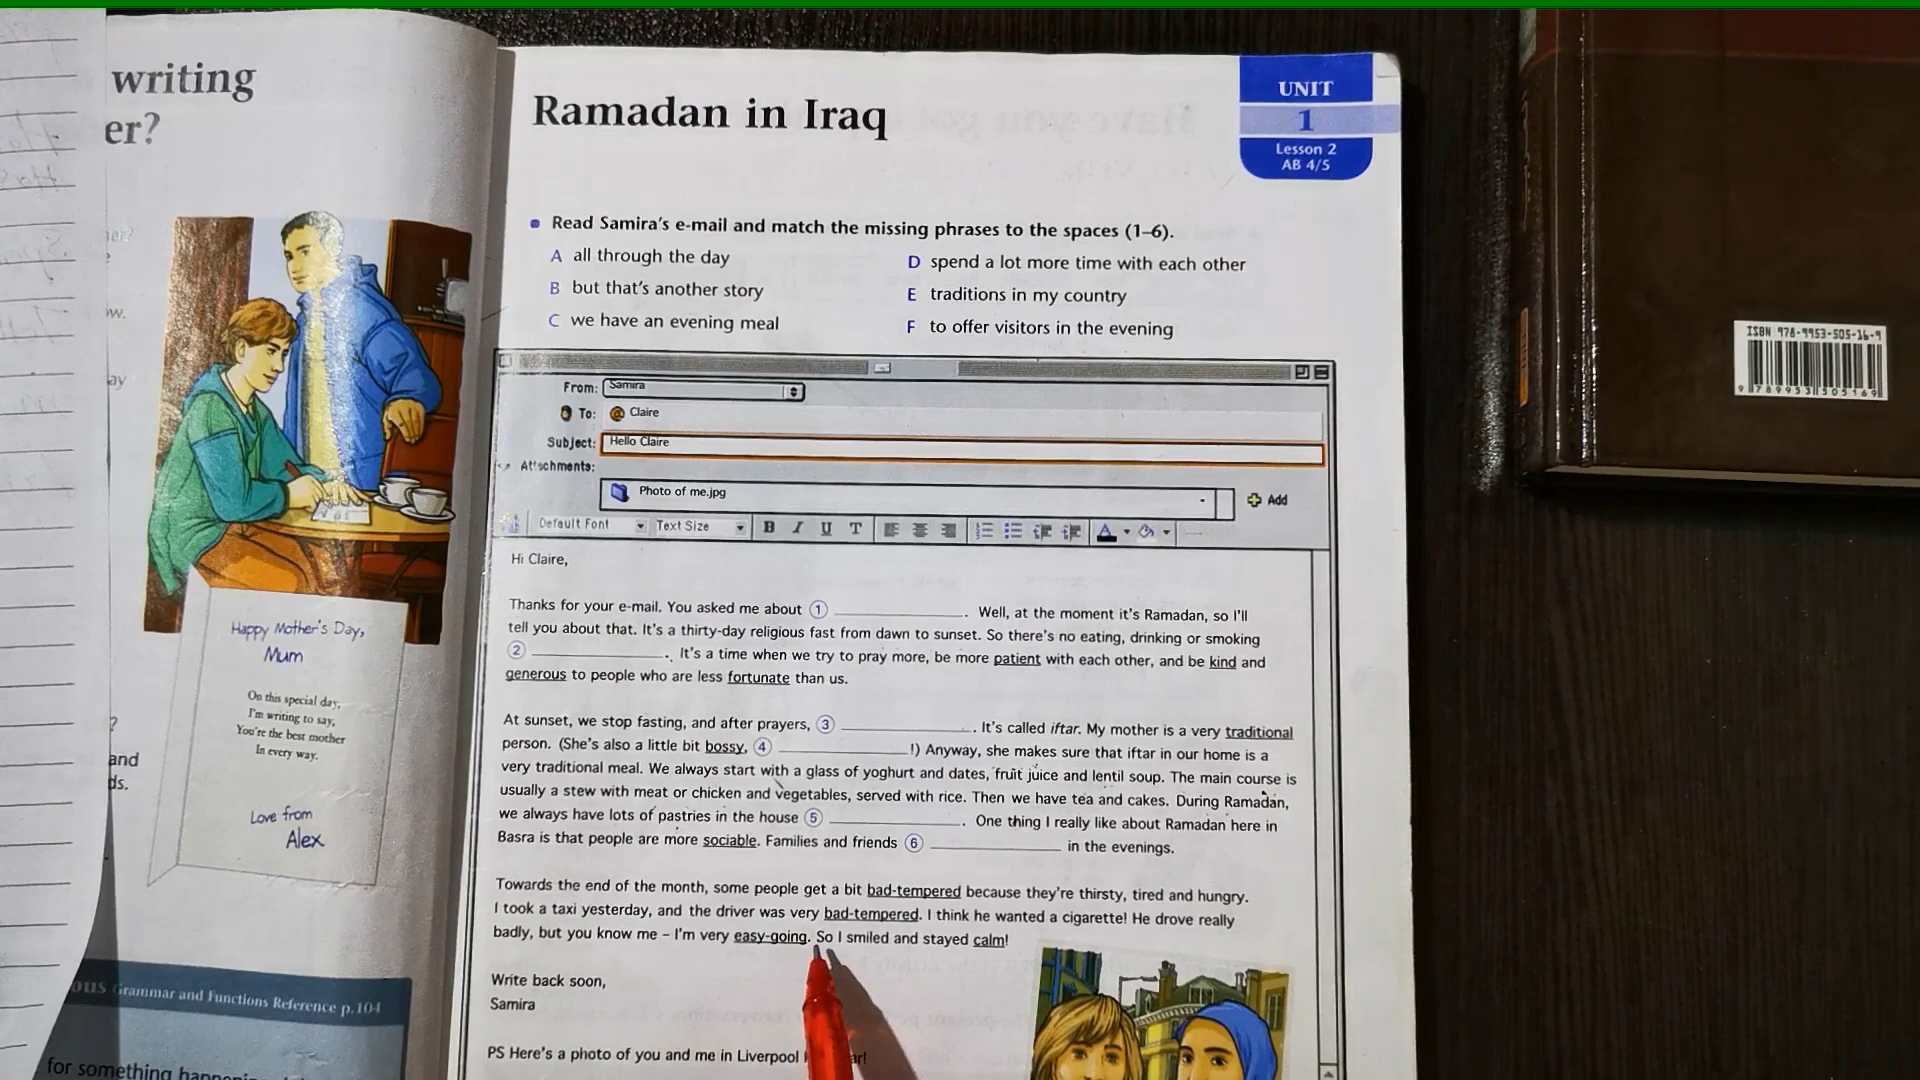 writing
er?
ow.
ay
Happy Mother's Day,
Mum
On this special day,
I'm writing to say,
You're the best mother
In every way.
Love from
Alex
?
and
ds.
ous Grammar and Functions Reference p.104
for something
Ramadan in Iraq
UNIT
1
Lesson 2
AB 4/5
Read Samira's e-mail and match the missing phrases to the spaces (1–6).
A all through the day
B but that's another story
C we have an evening meal
D spend a lot more time with each other
E traditions in my country
F to offer visitors in the evening
From: Samira
To: @ Claire
Subject: Hello Claire
Attachments:
Photo of me.jpg
Add
Default Font Text Size B I U T A
Hi Claire,
Thanks for your e-mail. You asked me about 1 ____________. Well, at the moment it's Ramadan, so I'll
tell you about that. It's a thirty-day religious fast from dawn to sunset. So there's no eating, drinking or smoking
2 ____________. It's a time when we try to pray more, be more patient with each other, and be kind and
generous to people who are less fortunate than us.
At sunset, we stop fasting, and after prayers, 3 ____________. It's called iftar. My mother is a very traditional
person. (She's also a little bit bossy, 4 ____________!) Anyway, she makes sure that iftar in our home is a
very traditional meal. We always start with a glass of yoghurt and dates, fruit juice and lentil soup. The main course is
usually a stew with meat or chicken and vegetables, served with rice. Then we have tea and cakes. During Ramadan,
we always have lots of pastries in the house 5 ____________. One thing I really like about Ramadan here in
Basra is that people are more sociable. Families and friends 6 ____________ in the evenings.
Towards the end of the month, some people get a bit bad-tempered because they're thirsty, tired and hungry.
I took a taxi yesterday, and the driver was very bad-tempered. I think he wanted a cigarette! He drove really
badly, but you know me – I'm very easy-going. So I smiled and stayed calm!
Write back soon,
Samira
PS Here's a photo of you and me in Liverpool
ISBN 978-9953-505-16-9
9 789953 505169